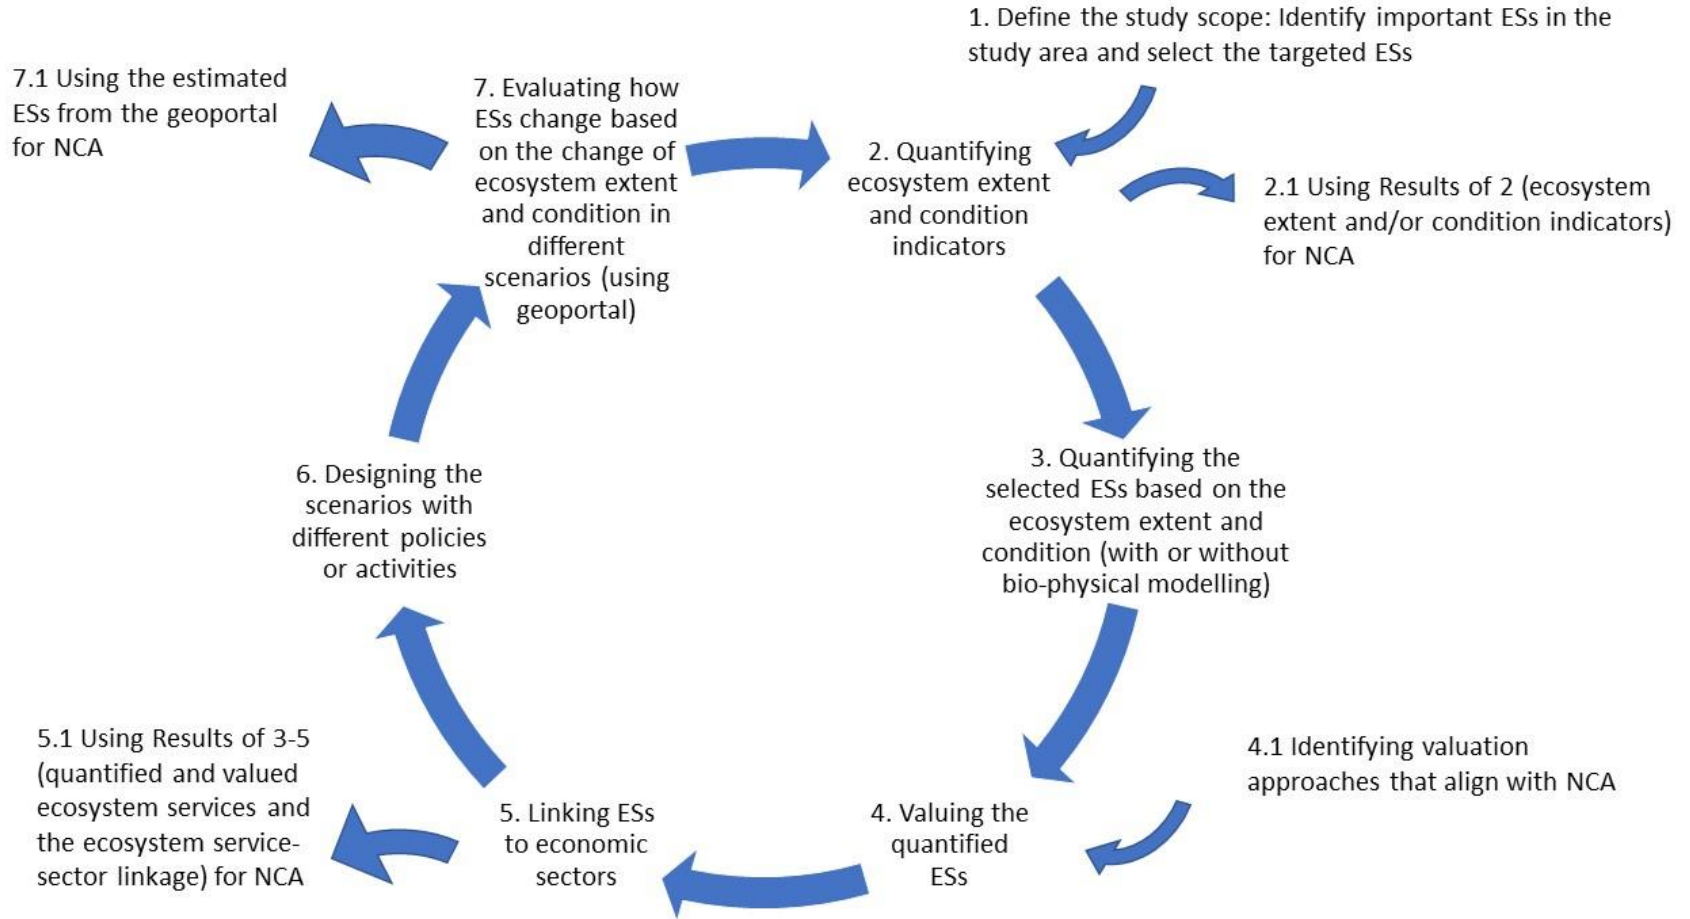 1. Define the study scope: Identify important ESs in the
study area and select the targeted ESs
2. Quantifying
ecosystem extent
and condition
indicators
2.1 Using Results of 2 (ecosystem
extent and/or condition indicators)
for NCA
3. Quantifying the
selected ESs based on the
ecosystem extent and
condition (with or without
bio-physical modelling)
4. Valuing the
quantified
ESs
4.1 Identifying valuation
approaches that align with NCA
5. Linking ESs
to economic
sectors
5.1 Using Results of 3-5
(quantified and valued
ecosystem services and
the ecosystem service-
sector linkage) for NCA
6. Designing the
scenarios with
different policies
or activities
7. Evaluating how
ESs change based
on the change of
ecosystem extent
and condition in
different
scenarios (using
geoportal)
7.1 Using the estimated
ESs from the geoportal
for NCA